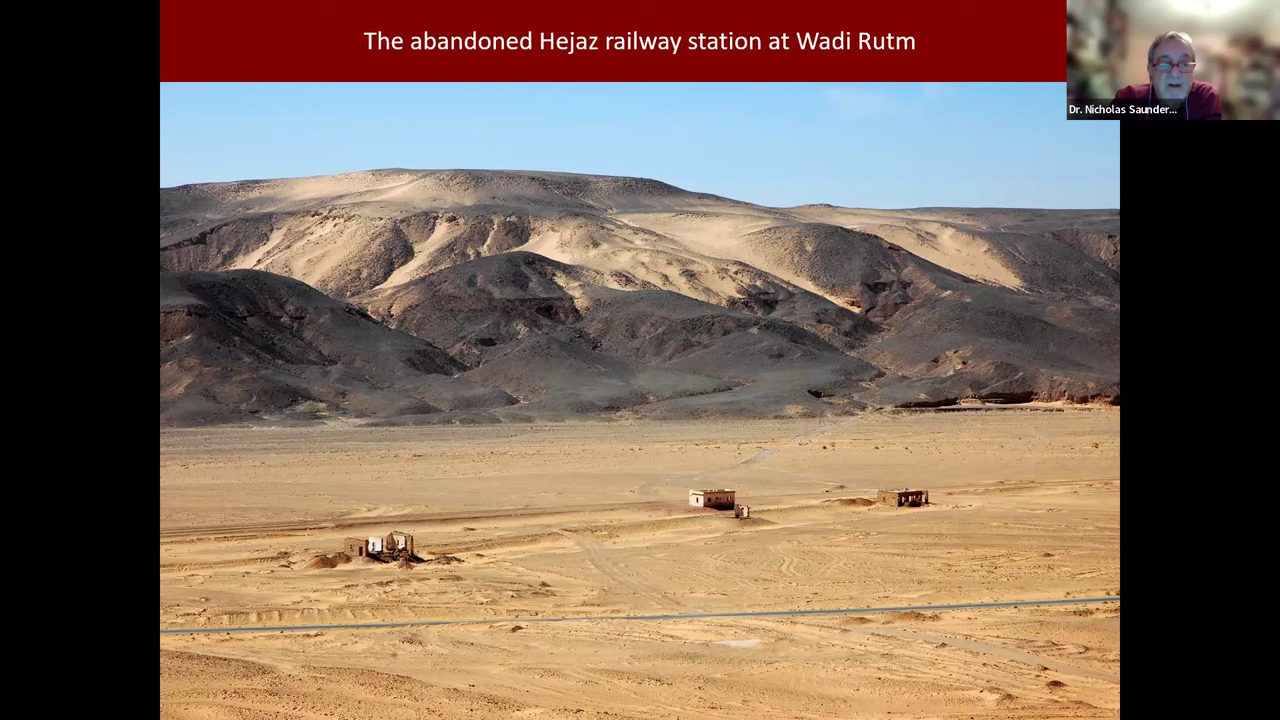 The abandoned Hejaz railway station at Wadi Rutm
Dr. Nicholas Saunder...